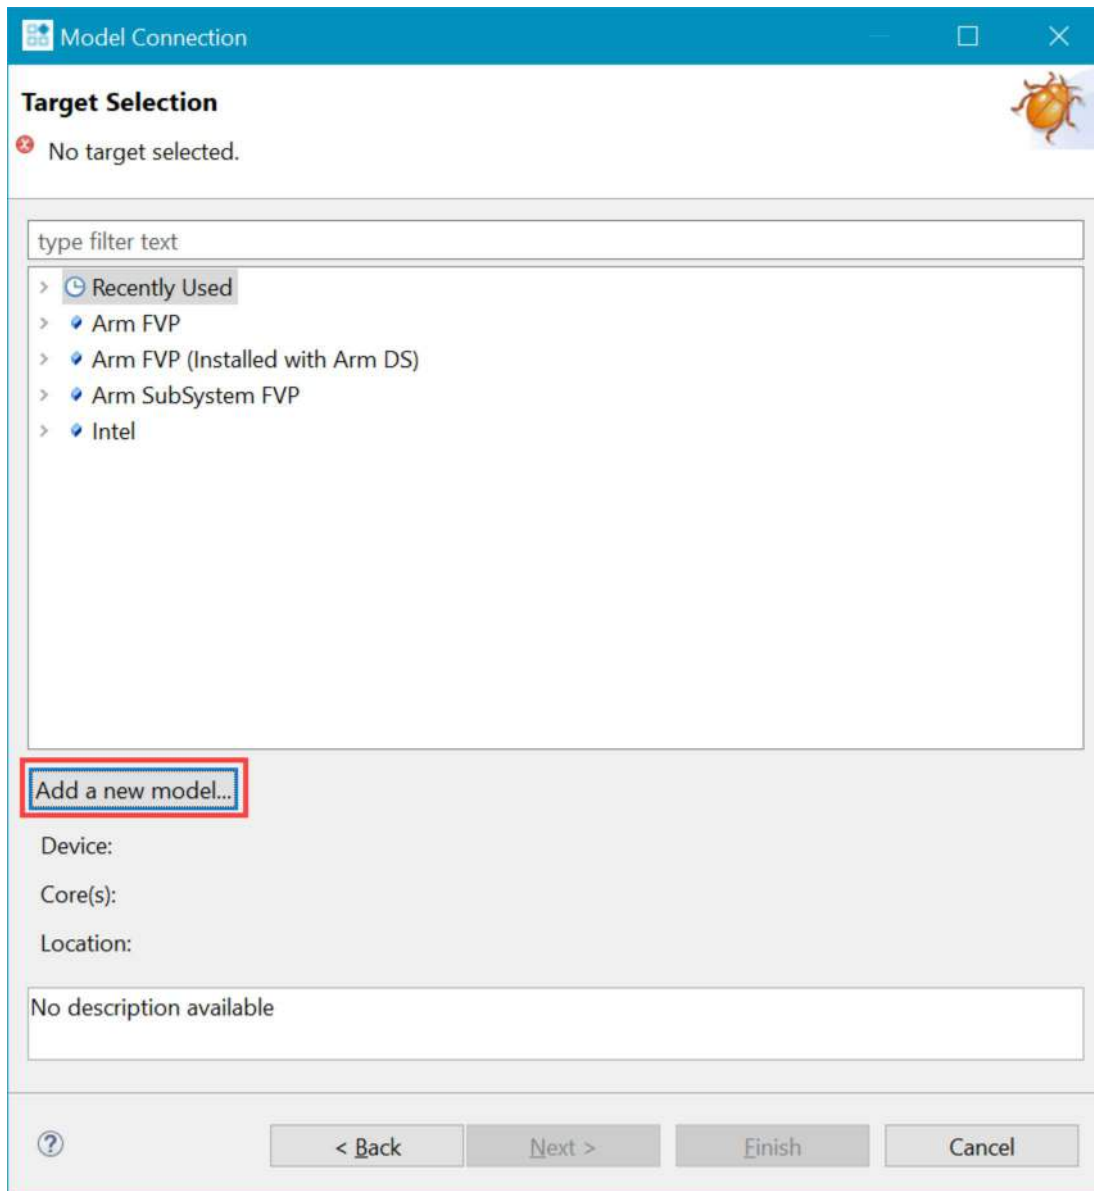 Model Connection
Target Selection
No target selected.
type filter text
Recently Used
Arm FVP
Arm FVP (Installed with Arm DS)
Arm SubSystem FVP
Intel
Add a new model...
Device:
Core(s):
Location:
No description available
< Back Next > Finish Cancel